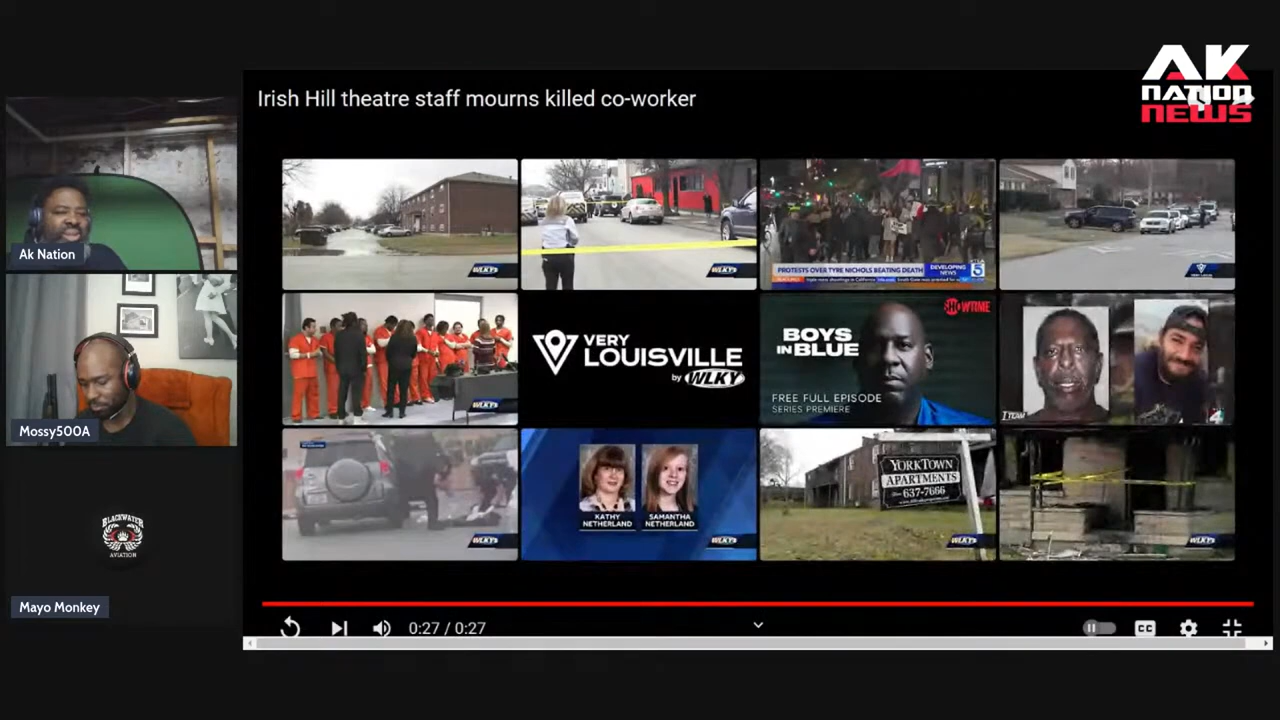 AK
NATION
NEWS
Irish Hill theatre staff mourns killed co-worker
Ak Nation
Mossy500A
BLACKWATER
AVIATION
Mayo Monkey
WLKY
WLKY
PROTESTS OVER TYRE NICHOLS BEATING DEATH
DEVELOPING
NEWS
5
WLKY
VERY
LOUISVILLE
by WLKY
SHOWTIME
BOYS
IN BLUE
FREE FULL EPISODE
SERIES PREMIERE
I TEAM
WLKY
KATHY
NETHERLAND
SAMANTHA
NETHERLAND
WLKY
YORKTOWN
APARTMENTS
637-7666
WLKY
WLKY
0:27 / 0:27
CC